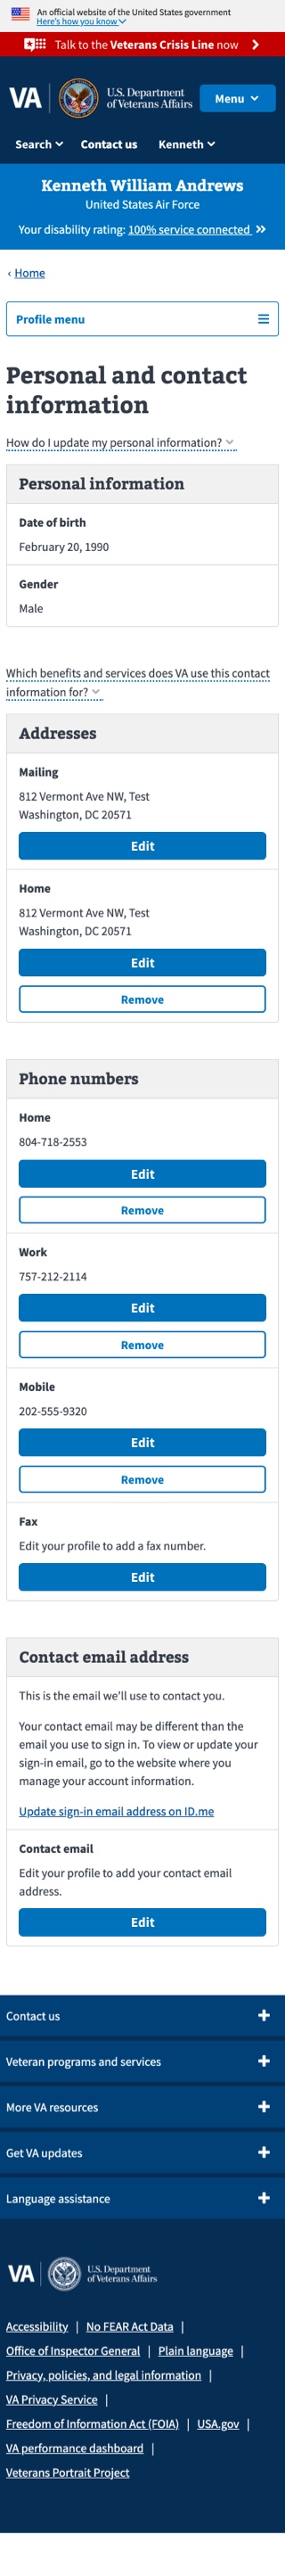 An official website of the United States government
Here's how you know
Talk to the Veterans Crisis Line now
VA
U.S. Department
of Veterans Affairs
Menu
Search
Contact us
Kenneth
Kenneth William Andrews
United States Air Force
Your disability rating: 100% service connected
‹ Home
Profile menu
Personal and contact
information
How do I update my personal information?
Personal information
Date of birth
February 20, 1990
Gender
Male
Which benefits and services does VA use this contact
information for?
Addresses
Mailing
812 Vermont Ave NW, Test
Washington, DC 20571
Edit
Home
812 Vermont Ave NW, Test
Washington, DC 20571
Edit
Remove
Phone numbers
Home
804-718-2553
Edit
Remove
Work
757-212-2114
Edit
Remove
Mobile
202-555-9320
Edit
Remove
Fax
Edit your profile to add a fax number.
Edit
Contact email address
This is the email we'll use to contact you.
Your contact email may be different than the
email you use to sign in. To view or update your
sign-in email, go to the website where you
manage your account information.
Update sign-in email address on ID.me
Contact email
Edit your profile to add your contact email
address.
Edit
Contact us
Veteran programs and services
More VA resources
Get VA updates
Language assistance
VA
U.S. Department
of Veterans Affairs
Accessibility | No FEAR Act Data |
Office of Inspector General | Plain language |
Privacy, policies, and legal information |
VA Privacy Service |
Freedom of Information Act (FOIA) | USA.gov |
VA performance dashboard |
Veterans Portrait Project